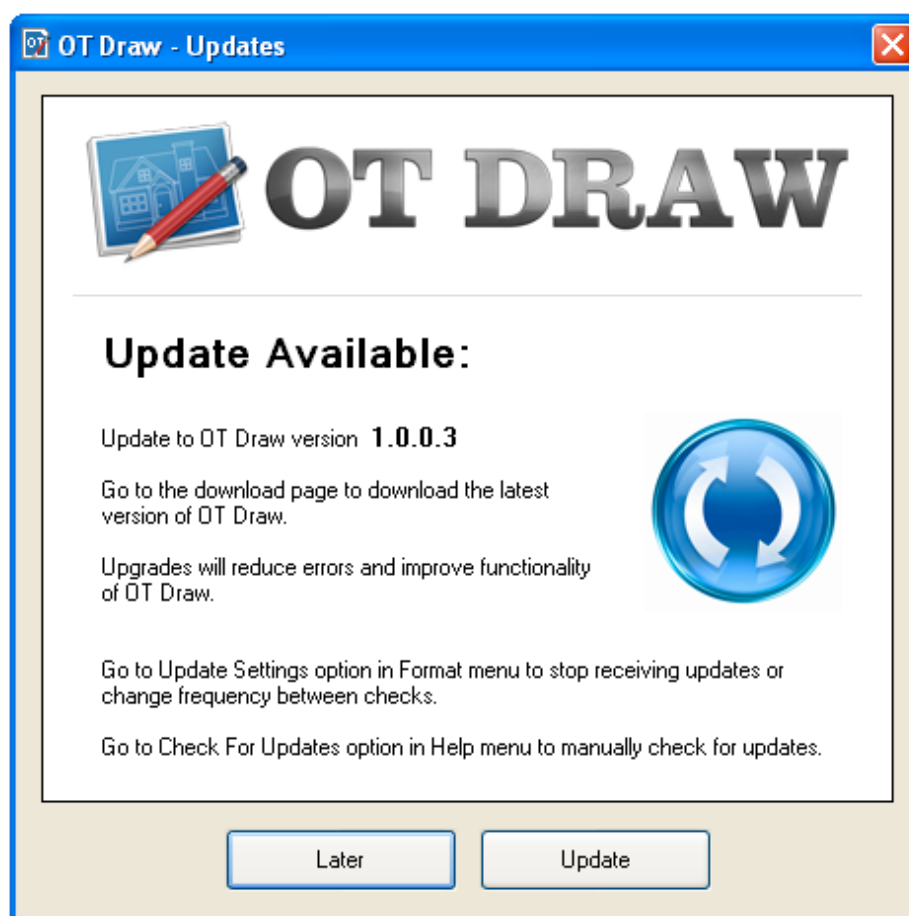 OT Draw - Updates
OT DRAW
Update Available:
Update to OT Draw version 1.0.0.3
Go to the download page to download the latest
version of OT Draw.
Upgrades will reduce errors and improve functionality
of OT Draw.
Go to Update Settings option in Format menu to stop receiving updates or
change frequency between checks.
Go to Check For Updates option in Help menu to manually check for updates.
Later
Update